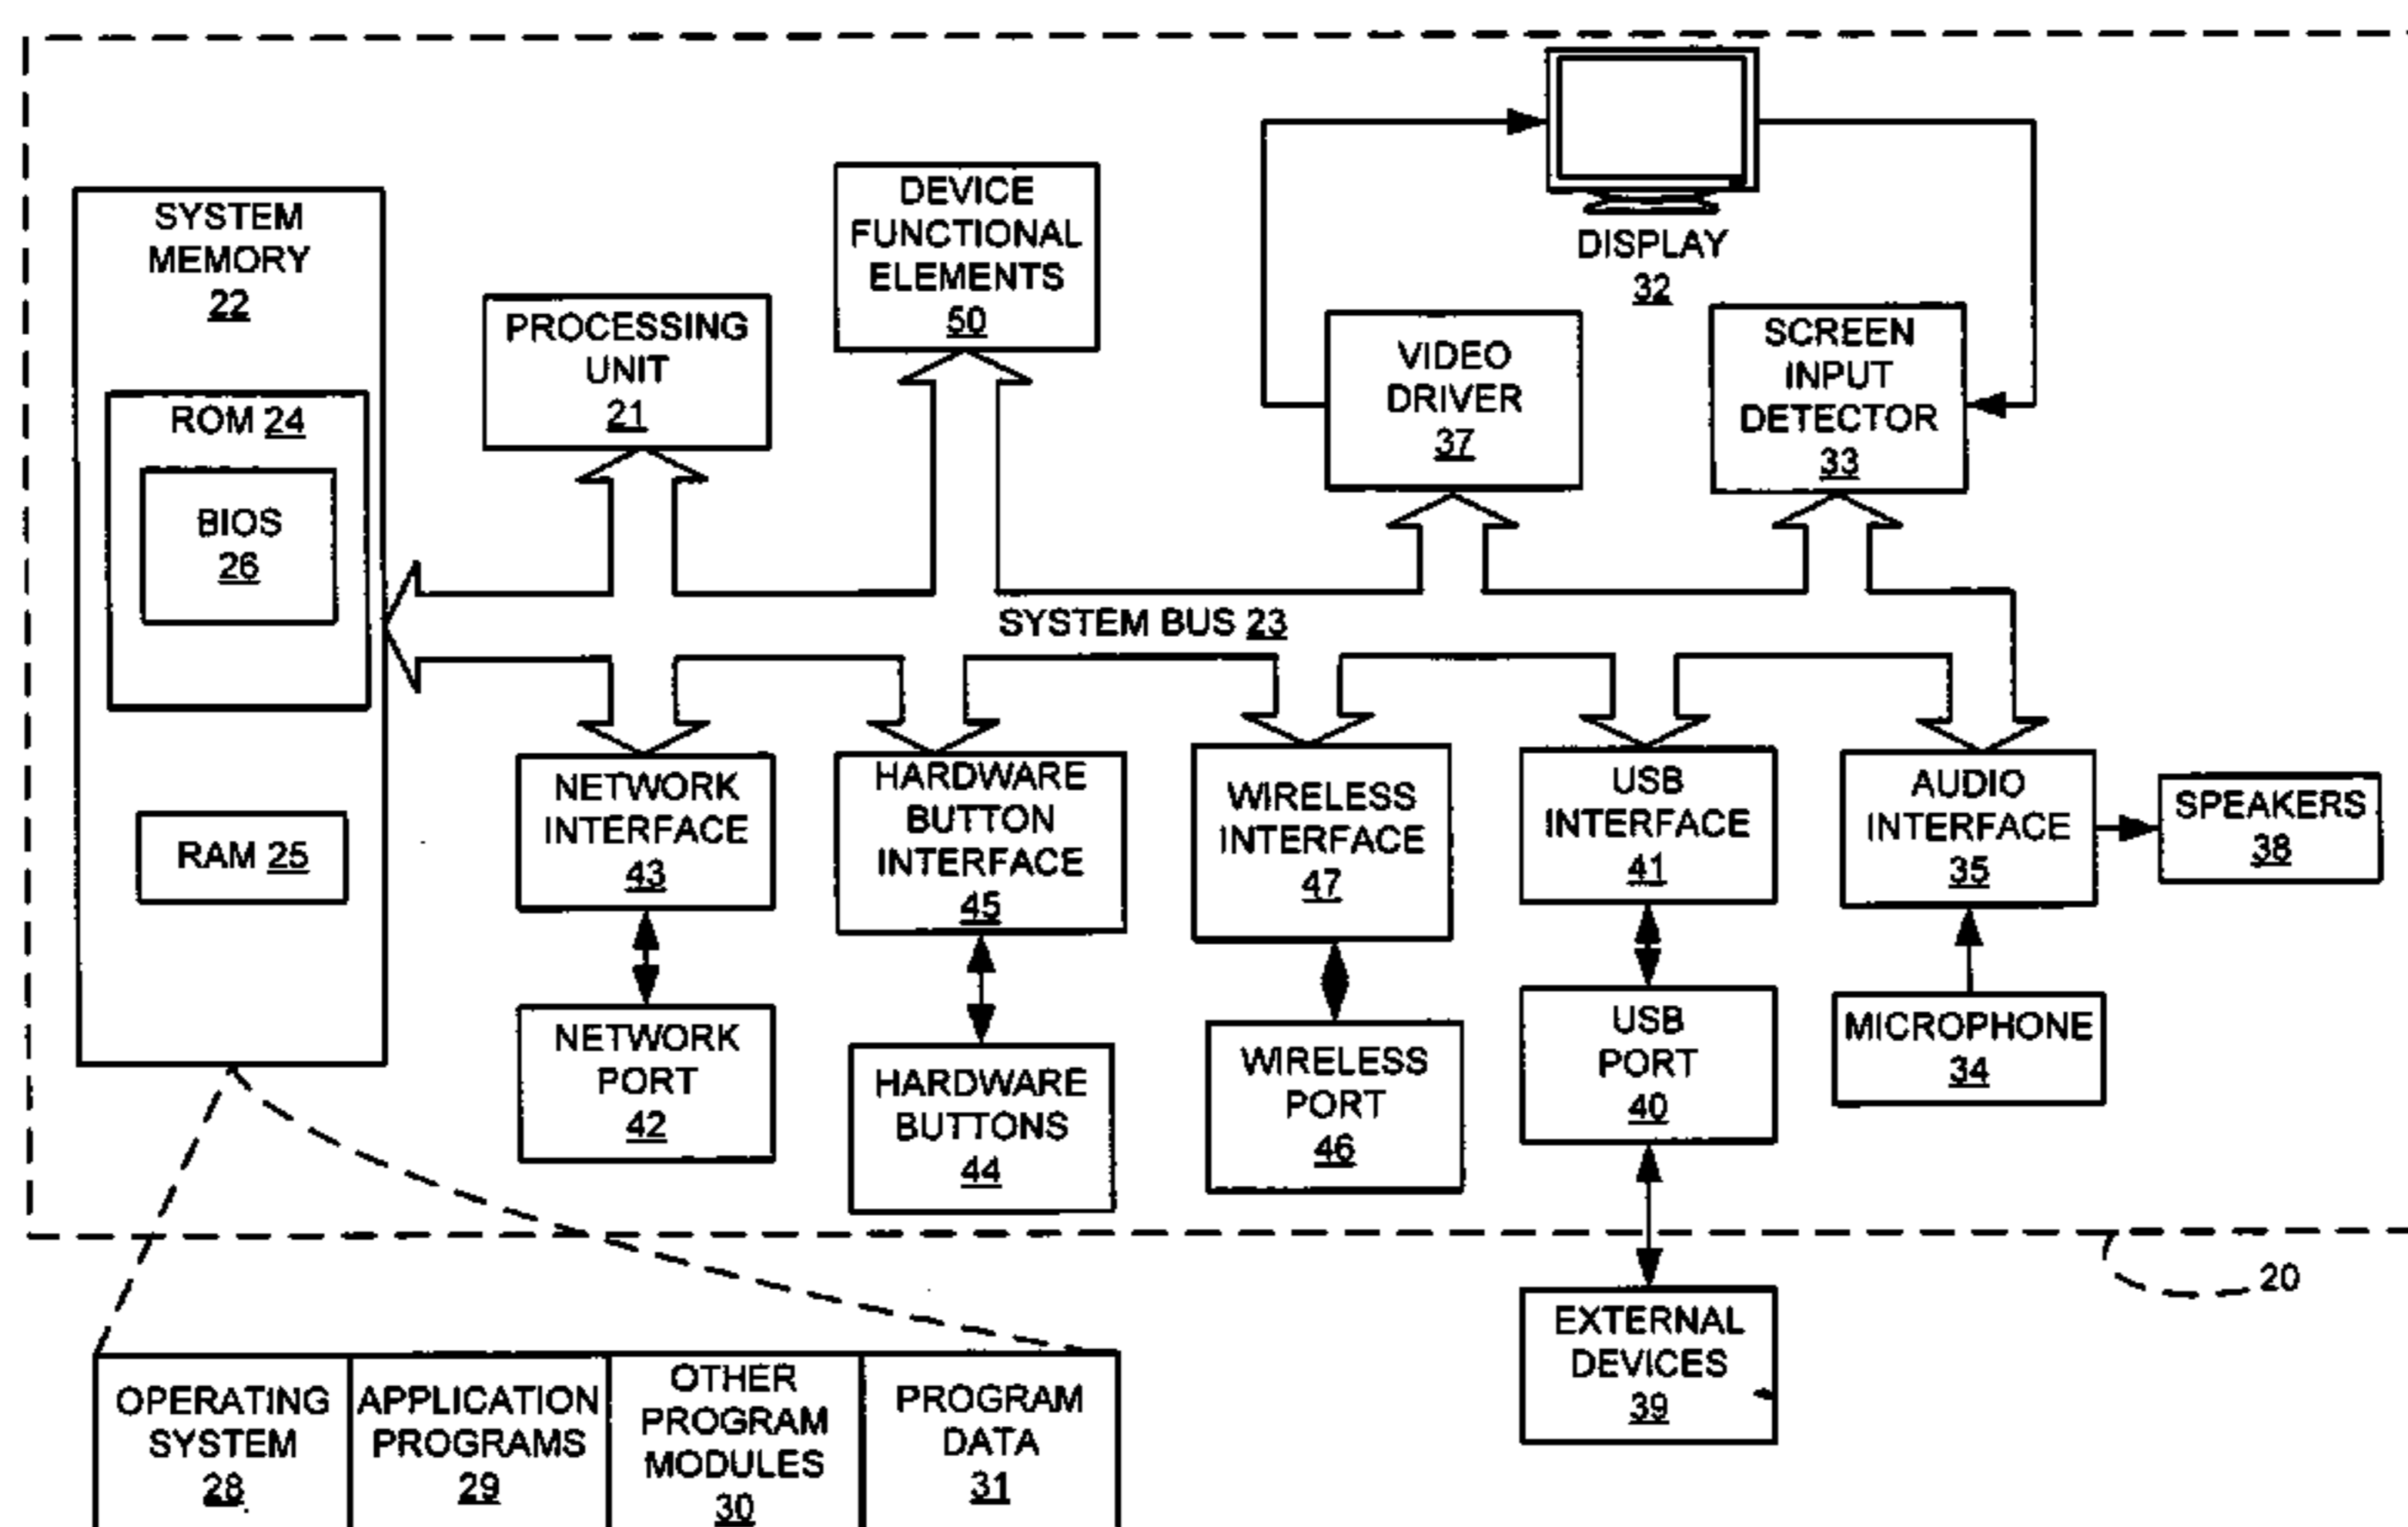 SYSTEM
MEMORY
22
ROM 24
BIOS
26
RAM 25
PROCESSING
UNIT
21
DEVICE
FUNCTIONAL
ELEMENTS
50
DISPLAY
32
VIDEO
DRIVER
37
SCREEN
INPUT
DETECTOR
33
SYSTEM BUS 23
NETWORK
INTERFACE
43
HARDWARE
BUTTON
INTERFACE
45
WIRELESS
INTERFACE
47
USB
INTERFACE
41
AUDIO
INTERFACE
35
SPEAKERS
38
NETWORK
PORT
42
HARDWARE
BUTTONS
44
WIRELESS
PORT
46
USB
PORT
40
MICROPHONE
34
20
EXTERNAL
DEVICES
39
OPERATING
SYSTEM
28
APPLICATION
PROGRAMS
29
OTHER
PROGRAM
MODULES
30
PROGRAM
DATA
31